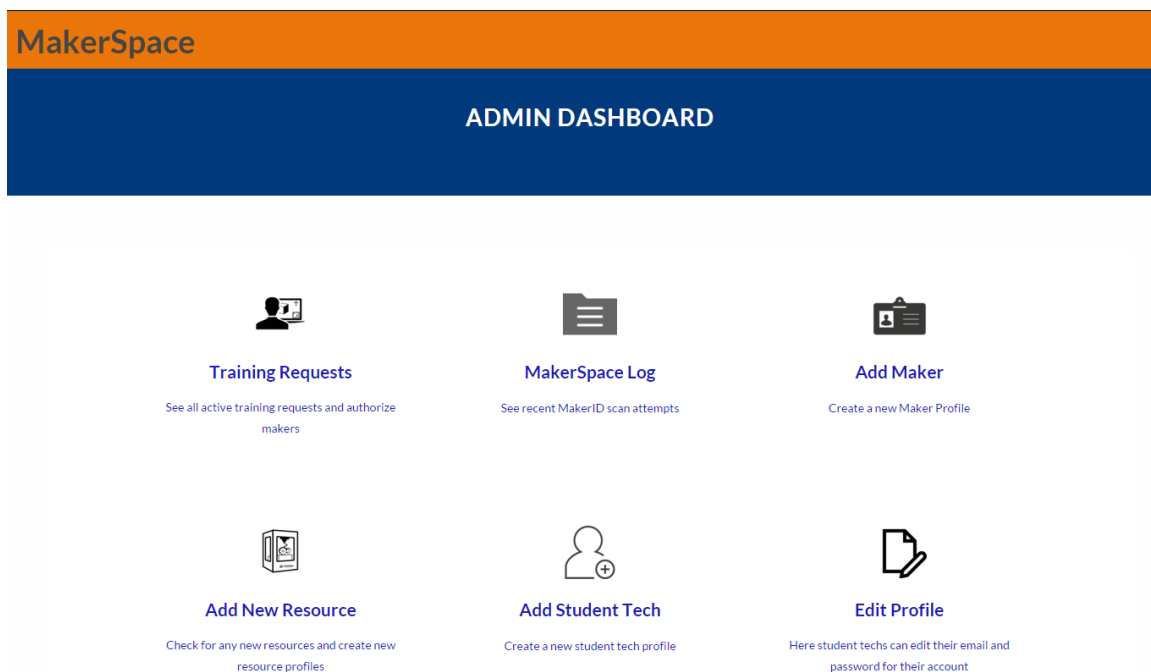 MakerSpace
ADMIN DASHBOARD
Training Requests
See all active training requests and authorize
makers
MakerSpace Log
See recent MakerID scan attempts
Add Maker
Create a new Maker Profile
Add New Resource
Check for any new resources and create new
resource profiles
Add Student Tech
Create a new student tech profile
Edit Profile
Here student techs can edit their email and
password for their account